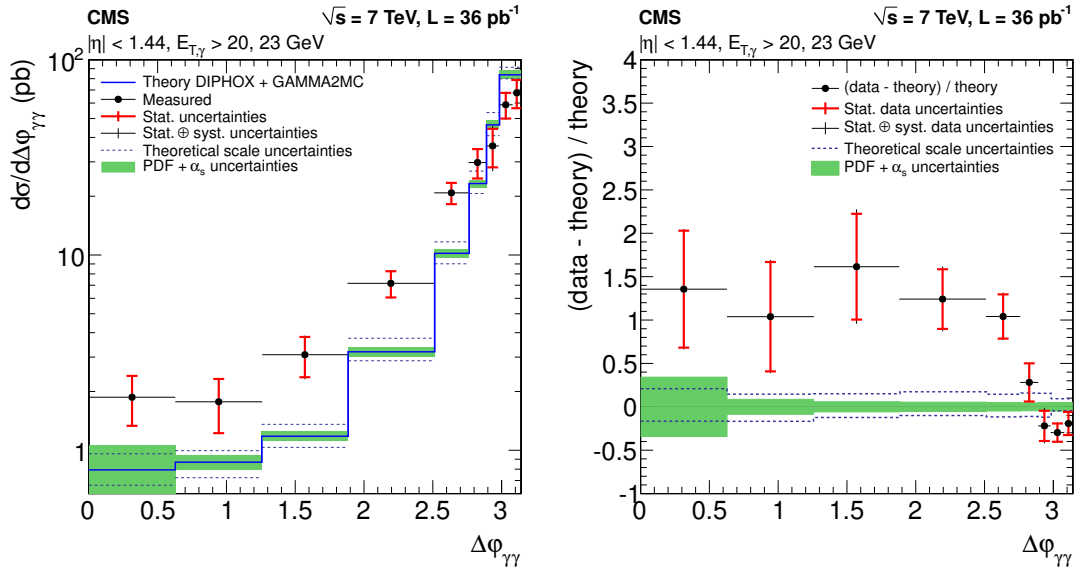 CMS √s = 7 TeV, L = 36 pb⁻¹
|η| < 1.44, E_T,γ > 20, 23 GeV
dσ/dΔφ_γγ (pb)
10²
10
1
Theory DIPHOX + GAMMA2MC
Measured
Stat. uncertainties
Stat. ⊕ syst. uncertainties
Theoretical scale uncertainties
PDF + α_s uncertainties
0 0.5 1 1.5 2 2.5 3
Δφ_γγ
CMS √s = 7 TeV, L = 36 pb⁻¹
|η| < 1.44, E_T,γ > 20, 23 GeV
(data - theory) / theory
4
3.5
3
2.5
2
1.5
1
0.5
0
-0.5
-1
(data - theory) / theory
Stat. data uncertainties
Stat. ⊕ syst. data uncertainties
Theoretical scale uncertainties
PDF + α_s uncertainties
0 0.5 1 1.5 2 2.5 3
Δφ_γγ